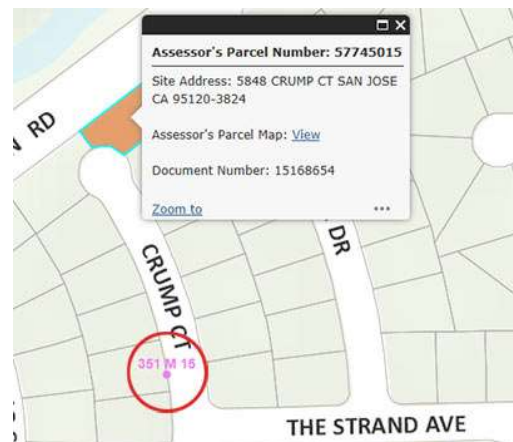 Assessor's Parcel Number: 57745015
Site Address: 5848 CRUMP CT SAN JOSE
CA 95120-3824
Assessor's Parcel Map: View
Document Number: 15168654
Zoom to
RD
DR
CRUMP CT
351 M 15
THE STRAND AVE